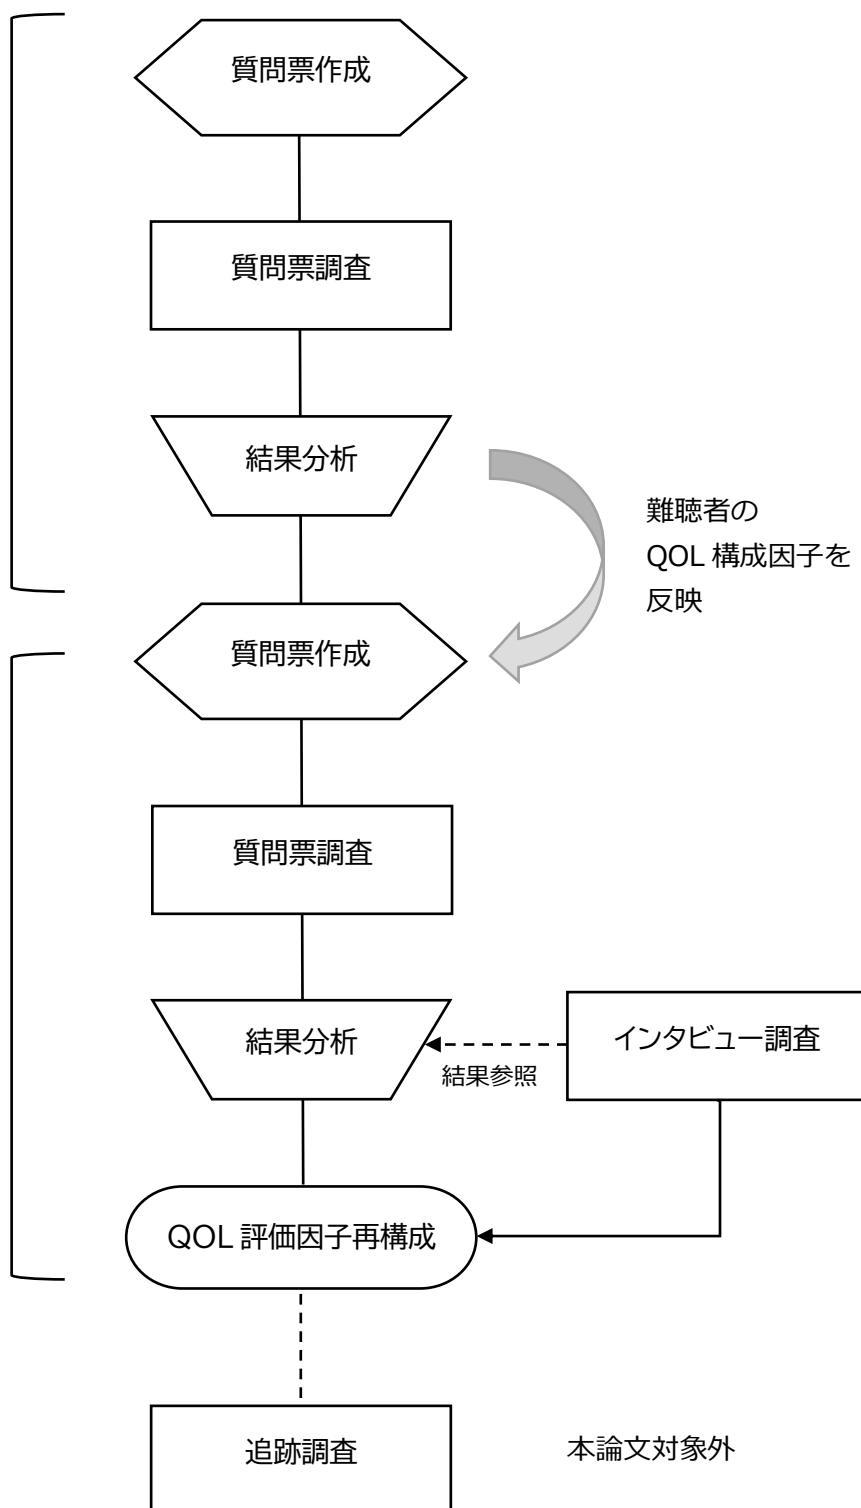 質問票作成
質問票調査
結果分析
難聴者の
QOL 構成因子を
反映
質問票作成
質問票調査
結果分析
インタビュー調査
結果参照
QOL 評価因子再構成
追跡調査
本論文対象外